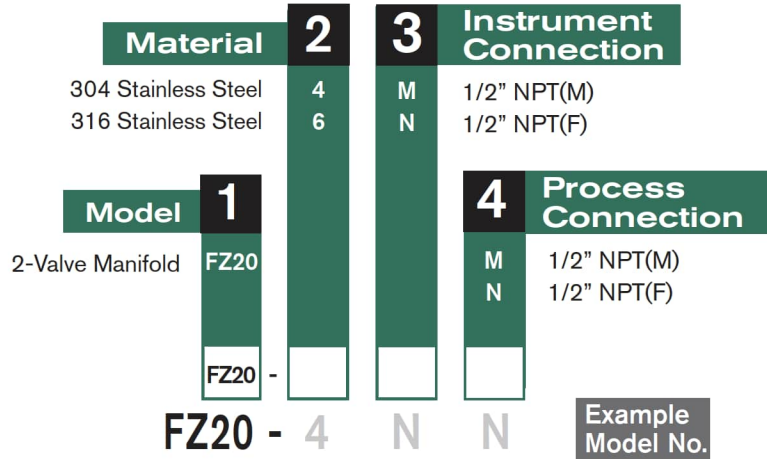 Material 2
304 Stainless Steel 4
316 Stainless Steel 6
3 Instrument
Connection
M 1/2” NPT(M)
N 1/2” NPT(F)
Model 1
2-Valve Manifold FZ20
4 Process
Connection
M 1/2” NPT(M)
N 1/2” NPT(F)
FZ20 -
FZ20 - 4 N N
Example
Model No.